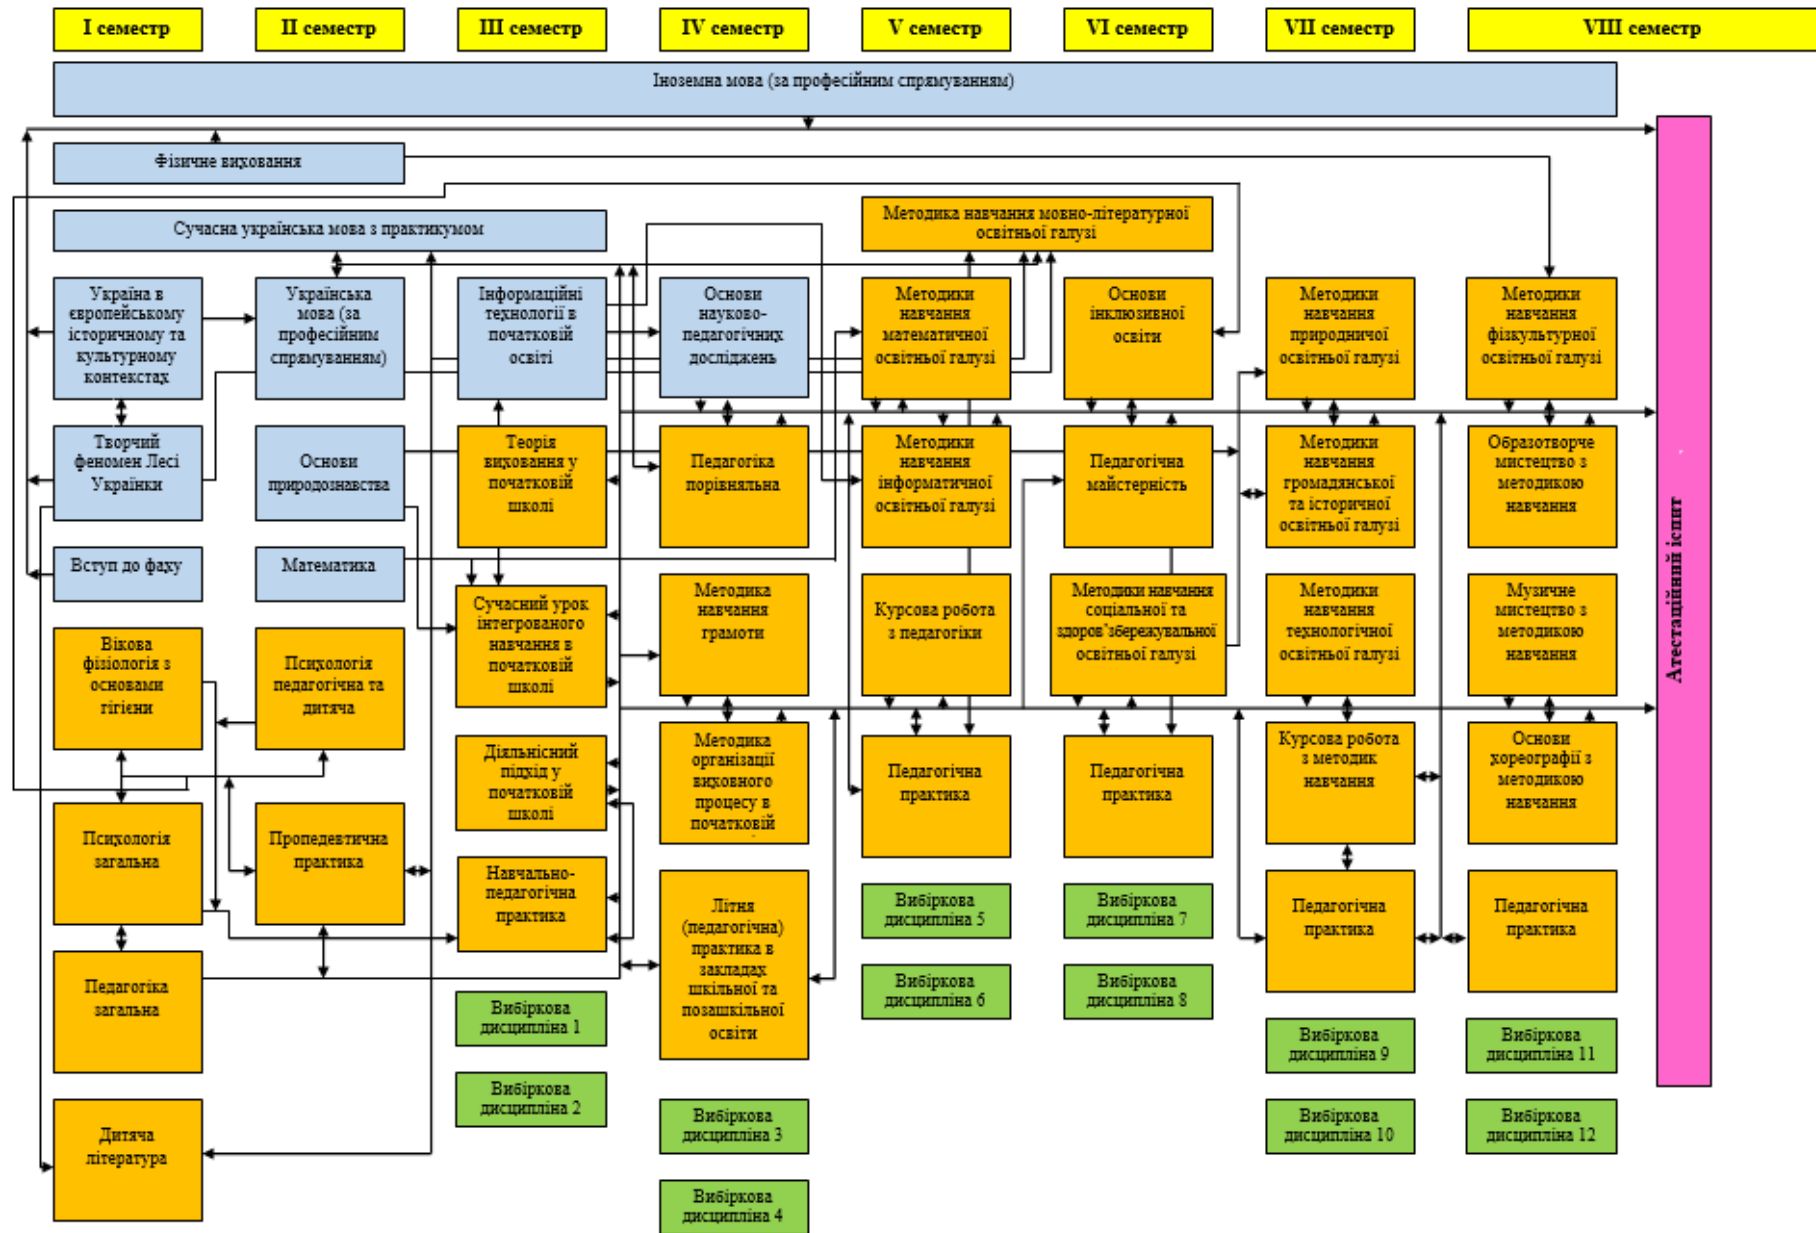 І семестр
ІІ семестр
ІІІ семестр
ІV семестр
V семестр
VІ семестр
VІІ семестр
VІІІ семестр
Іноземна мова (за професійним спрямуванням)
Фізичне виховання
Сучасна українська мова з практикумом
Методика навчання мовно-літературної
освітньої галузі
Україна в
європейському
історичному та
культурному
контекстах
Українська
мова (за
професійним
спрямуванням)
Інформаційні
технології в
початковій
освіті
Основи
науково-
педагогічних
досліджень
Методики
навчання
математичної
освітньої галузі
Основи
інклюзивної
освіти
Методики
навчання
природничої
освітньої галузі
Методики
навчання
фізкультурної
освітньої галузі
Творчий
феномен Лесі
Українки
Основи
природознавства
Теорія
виховання у
початковій
школі
Педагогіка
порівняльна
Методики
навчання
інформатичної
освітньої галузі
Педагогічна
майстерність
Методики
навчання
громадянської
та історичної
освітньої галузі
Образотворче
мистецтво з
методикою
навчання
Вступ до фаху
Математика
Сучасний урок
інтегрованого
навчання в
початковій
школі
Методика
навчання
грамоти
Курсова робота
з педагогіки
Методики навчання
соціальної та
здоров’збережувальної
освітньої галузі
Методики
навчання
технологічної
освітньої галузі
Музичне
мистецтво з
методикою
навчання
Вікова
фізіологія з
основами
гігієни
Психологія
педагогічна та
дитяча
Діяльнісний
підхід у
початковій
школі
Методика
організації
виховного
процесу в
початковій
Педагогічна
практика
Педагогічна
практика
Курсова робота
з методик
навчання
Основи
хореографії з
методикою
навчання
Психологія
загальна
Пропедевтична
практика
Навчально-
педагогічна
практика
Літня
(педагогічна)
практика в
закладах
шкільної та
позашкільної
освіти
Вибіркова
дисципліна 5
Вибіркова
дисципліна 7
Педагогічна
практика
Педагогічна
практика
Педагогіка
загальна
Вибіркова
дисципліна 1
Вибіркова
дисципліна 6
Вибіркова
дисципліна 8
Вибіркова
дисципліна 9
Вибіркова
дисципліна 11
Дитяча
література
Вибіркова
дисципліна 2
Вибіркова
дисципліна 3
Вибіркова
дисципліна 10
Вибіркова
дисципліна 12
Вибіркова
дисципліна 4
Атестаційний іспит